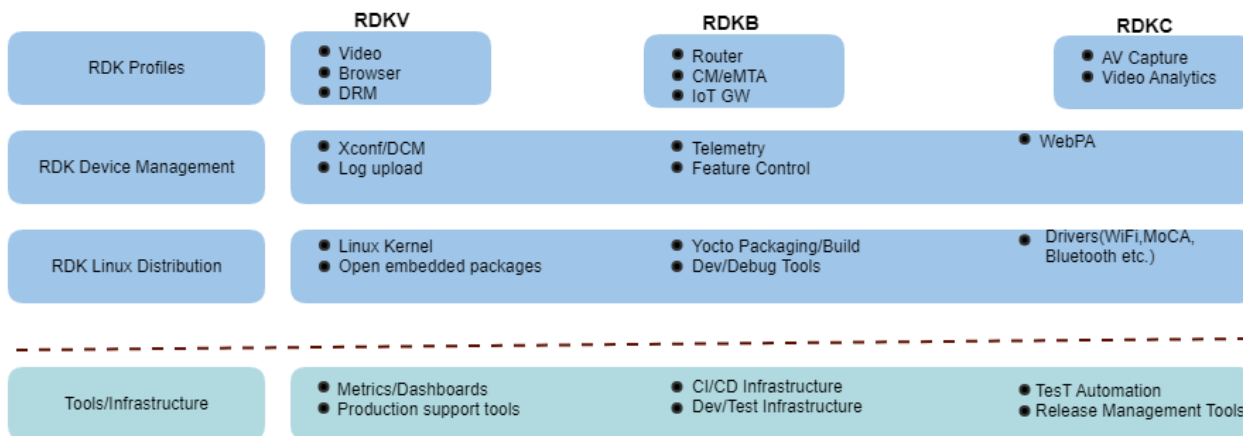 RDKV
RDKB
RDKC
RDK Profiles
Video
Browser
DRM
Router
CM/eMTA
IoT GW
AV Capture
Video Analytics
RDK Device Management
Xconf/DCM
Log upload
Telemetry
Feature Control
WebPA
RDK Linux Distribution
Linux Kernel
Open embedded packages
Yocto Packaging/Build
Dev/Debug Tools
Drivers(WiFi,MoCA,
Bluetooth etc.)
Tools/Infrastructure
Metrics/Dashboards
Production support tools
CI/CD Infrastructure
Dev/Test Infrastructure
TesT Automation
Release Management Tools